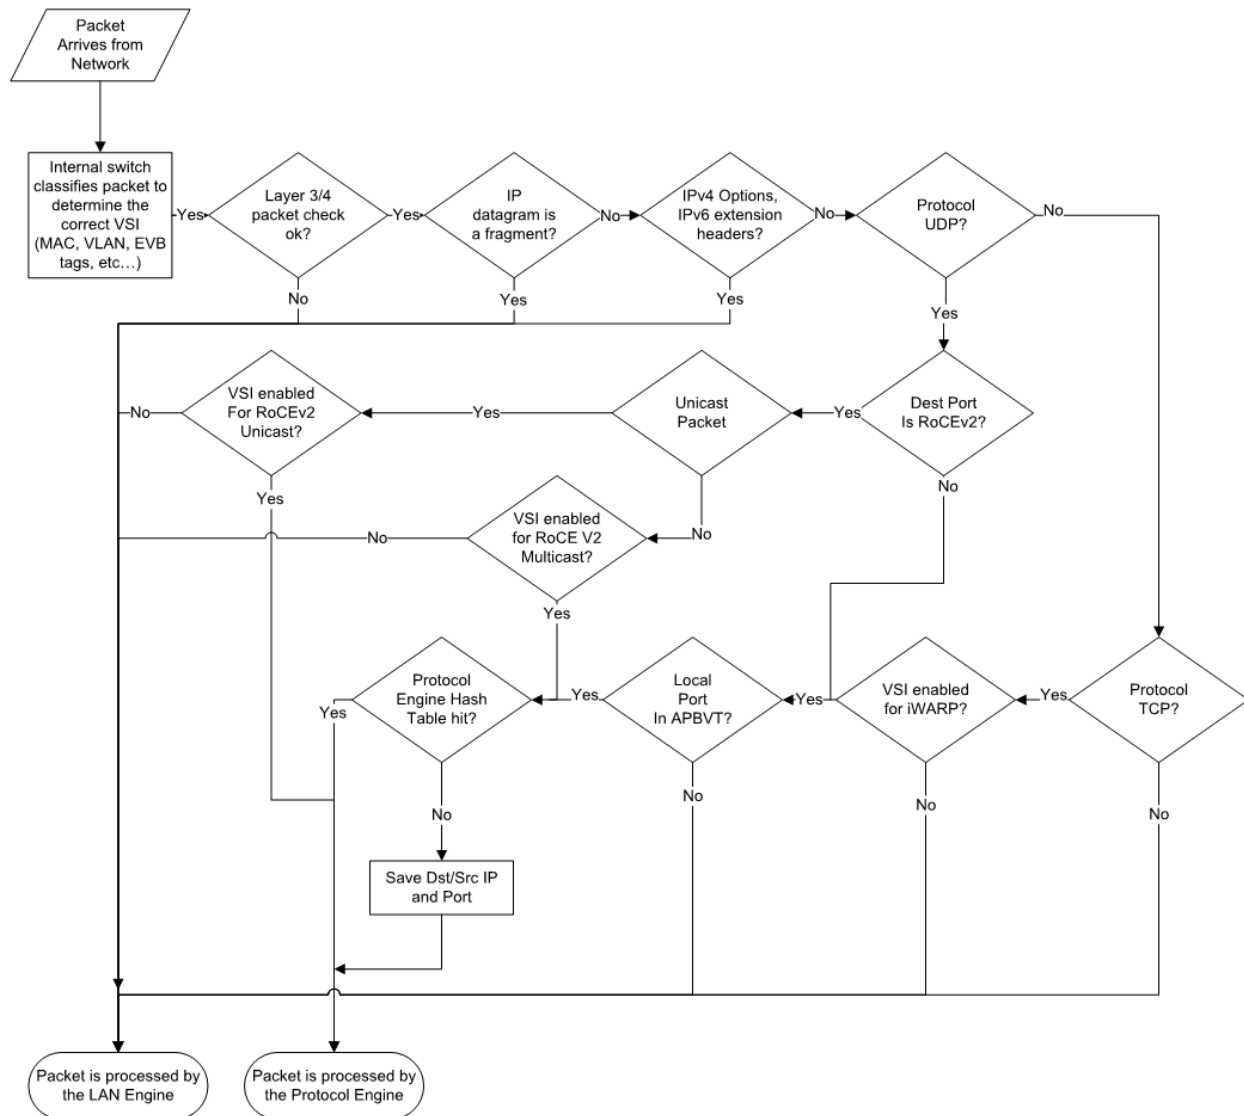 Packet
Arrives from
Network
Internal switch
classifies packet to
determine the
correct VSI
(MAC, VLAN, EVB
tags, etc…)
Yes
Layer 3/4
packet check
ok?
Yes
IP
datagram is
a fragment?
No
IPv4 Options,
IPv6 extension
headers?
No
Protocol
UDP?
No
No
Yes
Yes
Yes
VSI enabled
For RoCEv2
Unicast?
No
Yes
Unicast
Packet
Yes
Dest Port
Is RoCEv2?
Yes
No
VSI enabled
for RoCE V2
Multicast?
No
No
Yes
Protocol
Engine Hash
Table hit?
Yes
Yes
Local
Port
In APBVT?
Yes
VSI enabled
for iWARP?
Yes
Protocol
TCP?
No
No
No
No
Save Dst/Src IP
and Port
Packet is processed by
the LAN Engine
Packet is processed by
the Protocol Engine